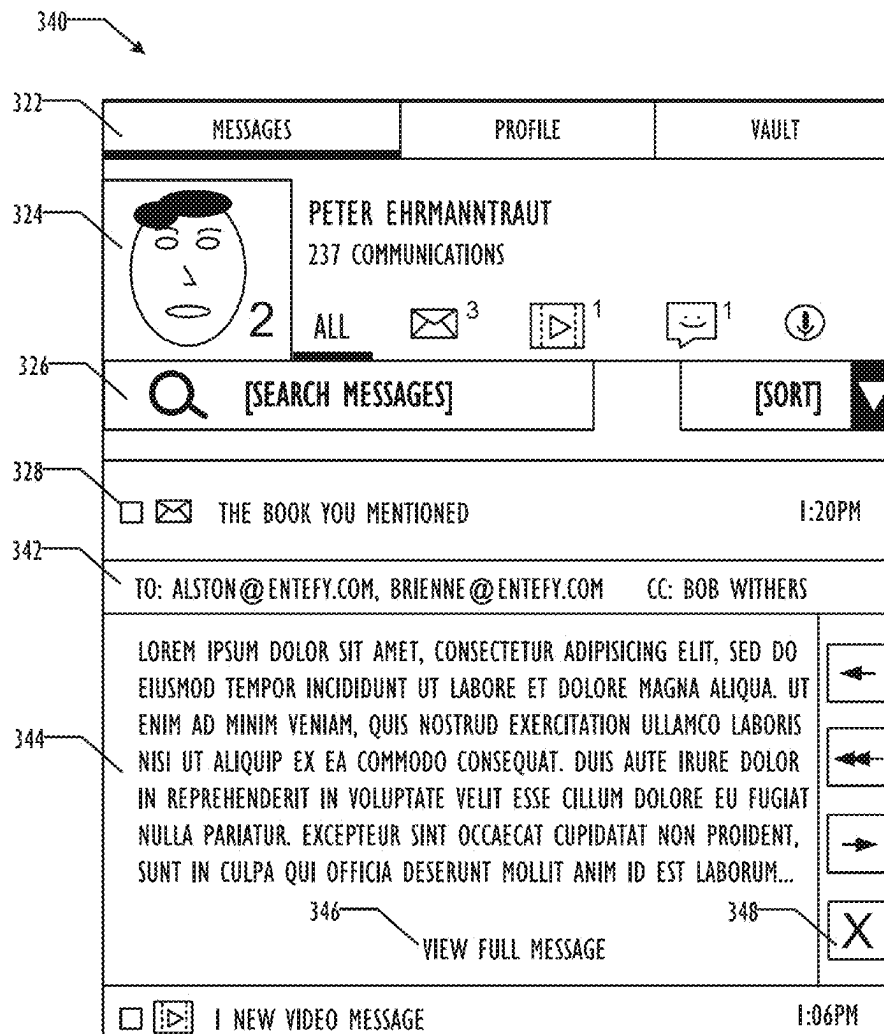 340
322
MESSAGES PROFILE VAULT
324
PETER EHRMANNTRAUT
237 COMMUNICATIONS
2 ALL 3 1 1
326
[SEARCH MESSAGES] [SORT]
328
THE BOOK YOU MENTIONED 1:20PM
342
TO: ALSTON@ENTEFY.COM, BRIENNE@ENTEFY.COM CC: BOB WITHERS
LOREM IPSUM DOLOR SIT AMET, CONSECTETUR ADIPISICING ELIT, SED DO
EIUSMOD TEMPOR INCIDIDUNT UT LABORE ET DOLORE MAGNA ALIQUA. UT
ENIM AD MINIM VENIAM, QUIS NOSTRUD EXERCITATION ULLAMCO LABORIS
344
NISI UT ALIQUIP EX EA COMMODO CONSEQUAT. DUIS AUTE IRURE DOLOR
IN REPREHENDERIT IN VOLUPTATE VELIT ESSE CILLUM DOLORE EU FUGIAT
NULLA PARIATUR. EXCEPTEUR SINT OCCAECAT CUPIDATAT NON PROIDENT,
SUNT IN CULPA QUI OFFICIA DESERUNT MOLLIT ANIM ID EST LABORUM...
346 348
VIEW FULL MESSAGE X
1 NEW VIDEO MESSAGE 1:06PM